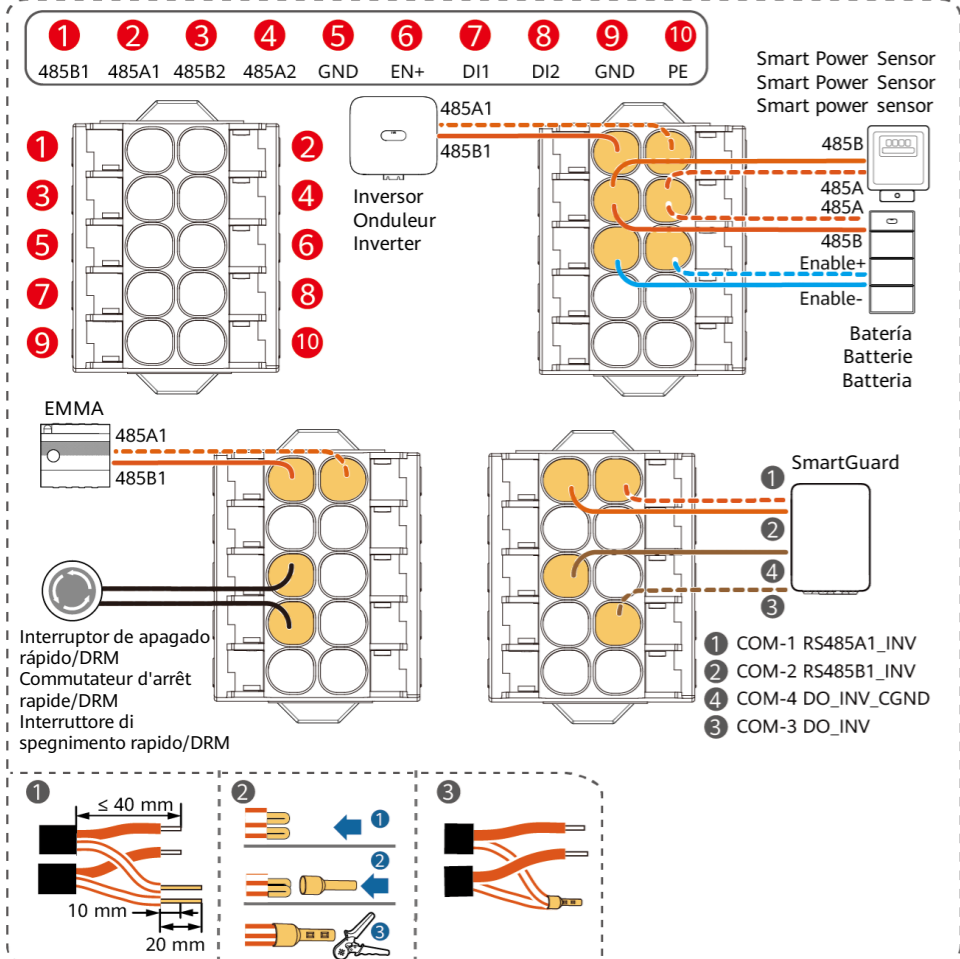 1 2 3 4 5 6 7 8 9 10
485B1 485A1 485B2 485A2 GND EN+ DI1 DI2 GND PE
1 2
3 4
5 6
7 8
9 10
485A1
485B1
Inversor
Onduleur
Inverter
Smart Power Sensor
Smart Power Sensor
Smart power sensor
485B
485A
485A
485B
Enable+
Enable-
Batería
Batterie
Batteria
EMMA
485A1
485B1
Interruptor de apagado
rápido/DRM
Commutateur d'arrêt
rapide/DRM
Interruttore di
spegnimento rapido/DRM
SmartGuard
1
2
4
3
1 COM-1 RS485A1_INV
2 COM-2 RS485B1_INV
4 COM-4 DO_INV_CGND
3 COM-3 DO_INV
1
≤ 40 mm
10 mm
20 mm
2
1
2
3
3